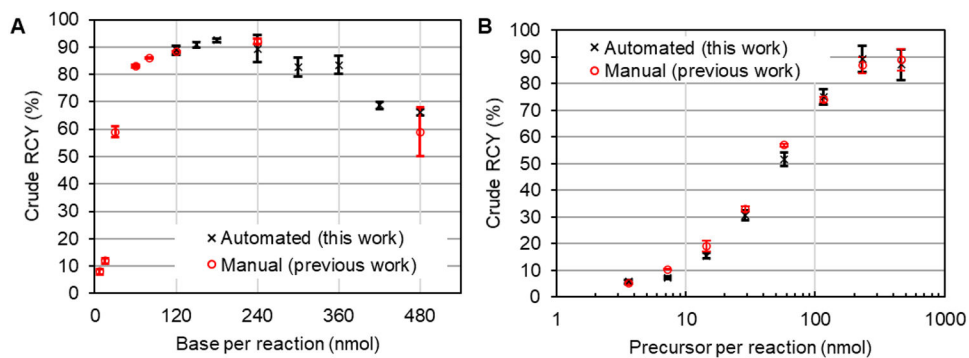 A
Crude RCY (%)
100
90
80
70
60
50
40
30
20
10
0
Automated (this work)
Manual (previous work)
0 120 240 360 480
Base per reaction (nmol)
B
Crude RCY (%)
100
90
80
70
60
50
40
30
20
10
0
Automated (this work)
Manual (previous work)
1 10 100 1000
Precursor per reaction (nmol)